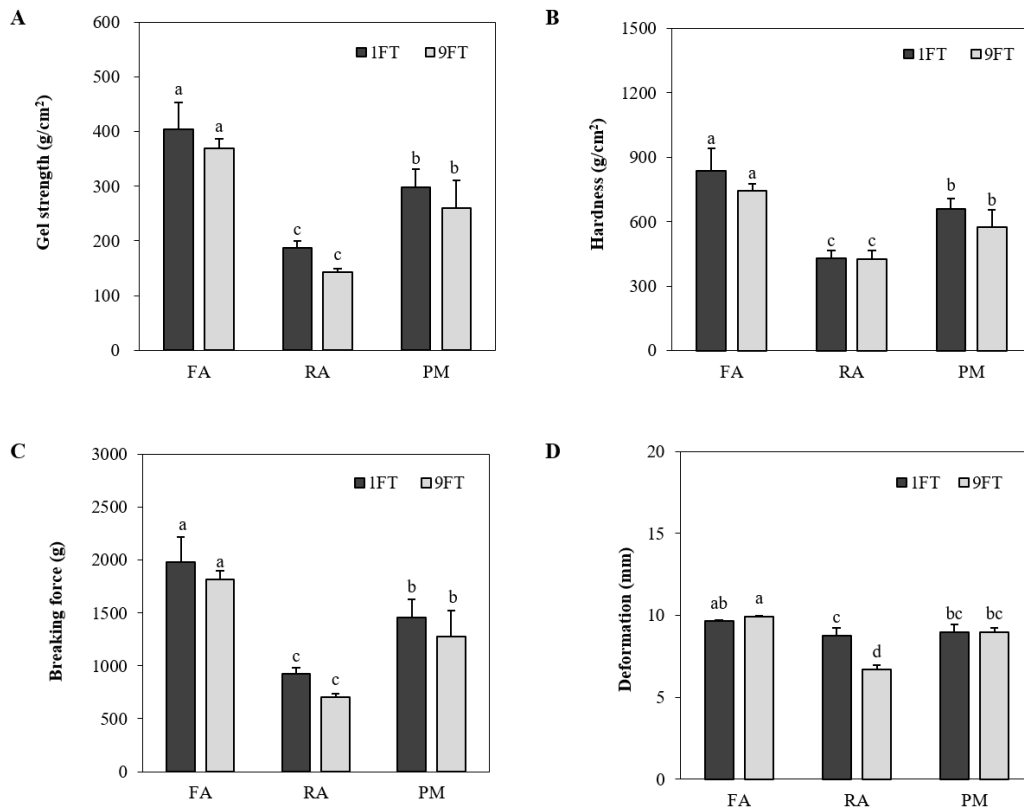 A
Gel strength (g/cm²)
600
500
400
300
200
100
0
1FT 9FT
a a c c b b
FA RA PM
B
Hardness (g/cm²)
1500
1200
900
600
300
0
1FT 9FT
a a c c b b
FA RA PM
C
Breaking force (g)
3000
2500
2000
1500
1000
500
0
1FT 9FT
a a c c b b
FA RA PM
D
Deformation (mm)
20
15
10
5
0
1FT 9FT
ab a c d bc bc
FA RA PM